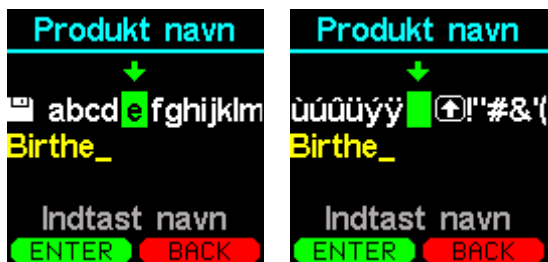 Produkt navn
abcdefghijklm
Birthe_
Indtast navn
ENTER BACK
Produkt navn
ùúûüýÿ !"#&'(
Birthe_
Indtast navn
ENTER BACK